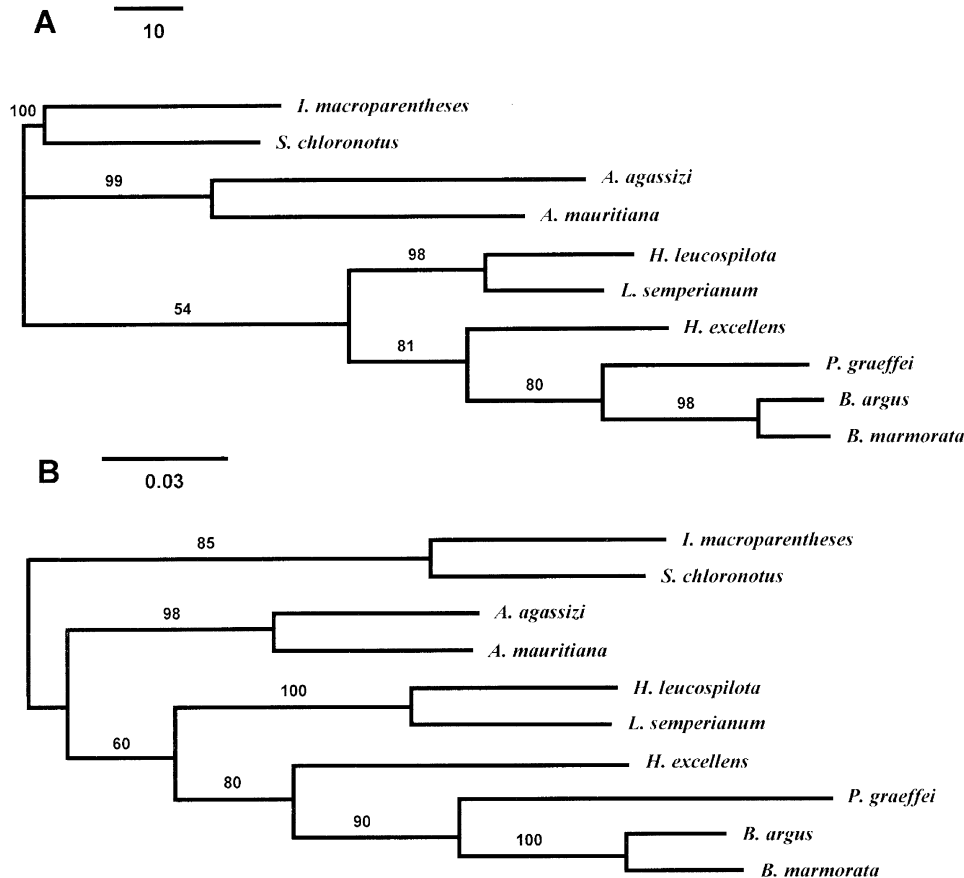 A
10
100
I. macroparentheses
S. chloronotus
99
A. agassizi
A. mauritiana
98
H. leucospilota
L. semperianum
54
H. excellens
81
P. graeffei
80
B. argus
98
B. marmorata
B
0.03
85
I. macroparentheses
S. chloronotus
98
A. agassizi
A. mauritiana
100
H. leucospilota
L. semperianum
60
H. excellens
80
P. graeffei
90
B. argus
100
B. marmorata